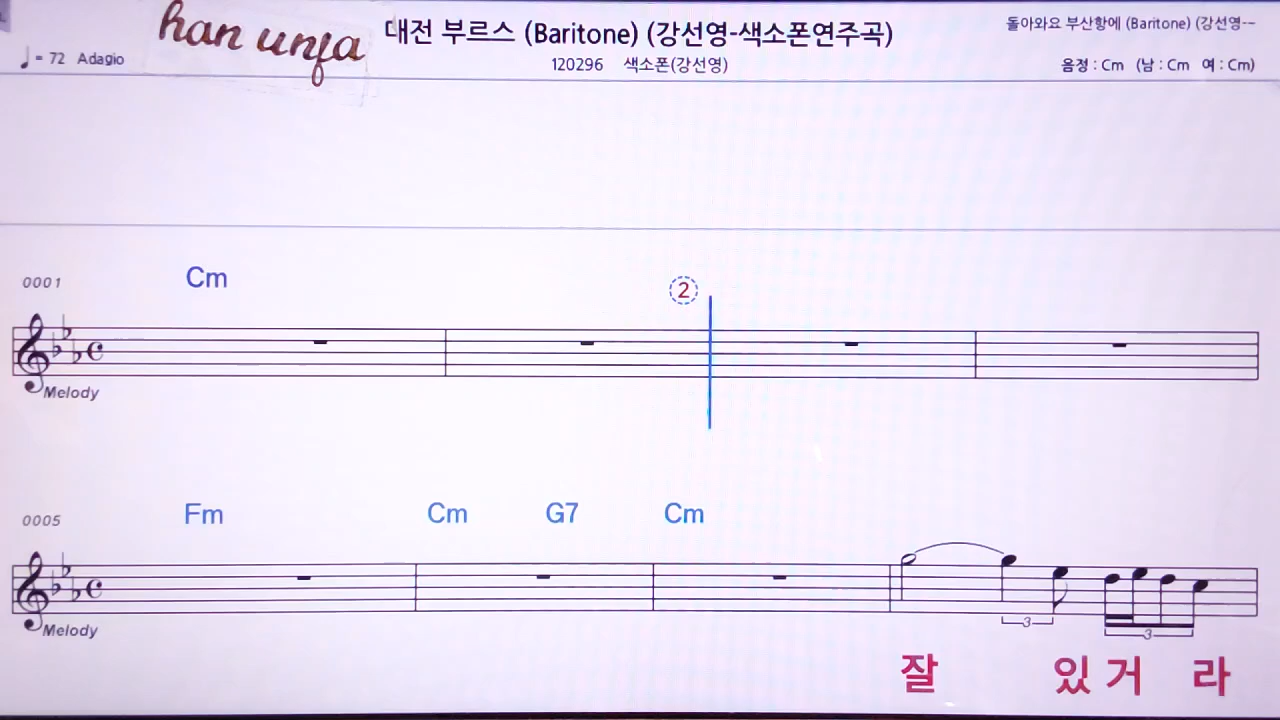 han unja
대전 부르스 (Baritone) (강선영-색소폰연주곡)
돌아와요 부산항에 (Baritone) (강선영--
♩ = 72 Adagio
120296 색소폰(강선영)
음정 : Cm (남 : Cm 여 : Cm)
0001 Cm ②
Melody
0005 Fm Cm G7 Cm
Melody
3 3
잘 있 거 라